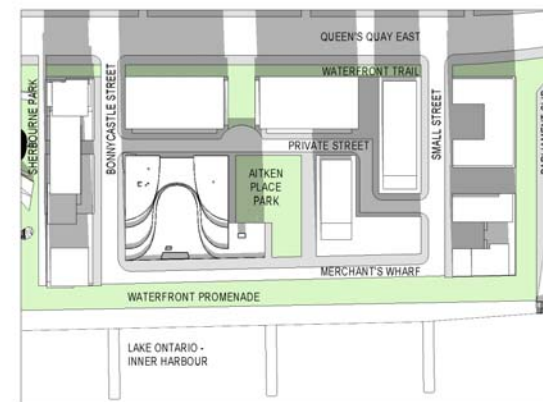 QUEEN'S QUAY EAST
WATERFRONT TRAIL
SHERBOURNE PARK
BONNYCASTLE STREET
SMALL STREET
PRIVATE STREET
AITKEN
PLACE
PARK
MERCHANT'S WHARF
WATERFRONT PROMENADE
LAKE ONTARIO -
INNER HARBOUR